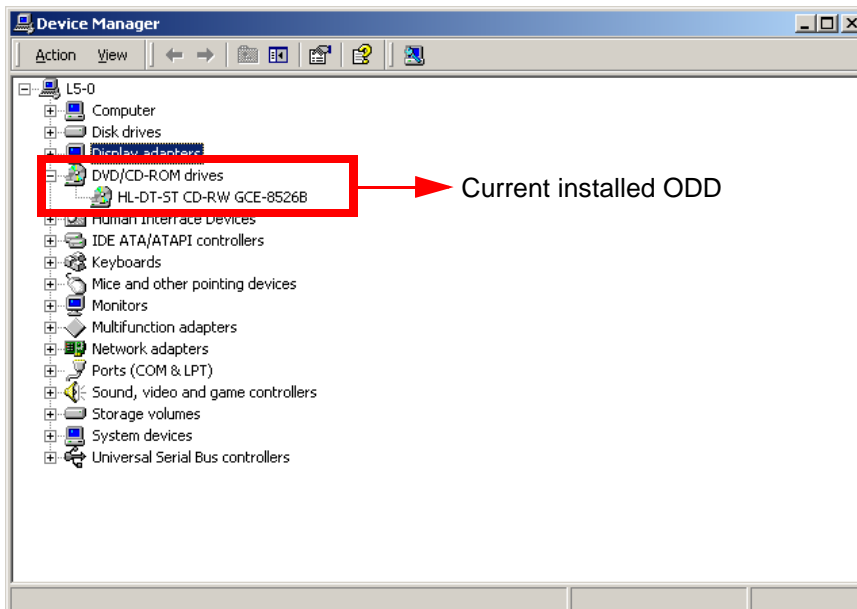 Device Manager
Action View
L5-0
Computer
Disk drives
Display adapters
DVD/CD-ROM drives
HL-DT-ST CD-RW GCE-8526B
Current installed ODD
Human Interface Devices
IDE ATA/ATAPI controllers
Keyboards
Mice and other pointing devices
Monitors
Multifunction adapters
Network adapters
Ports (COM & LPT)
Sound, video and game controllers
Storage volumes
System devices
Universal Serial Bus controllers